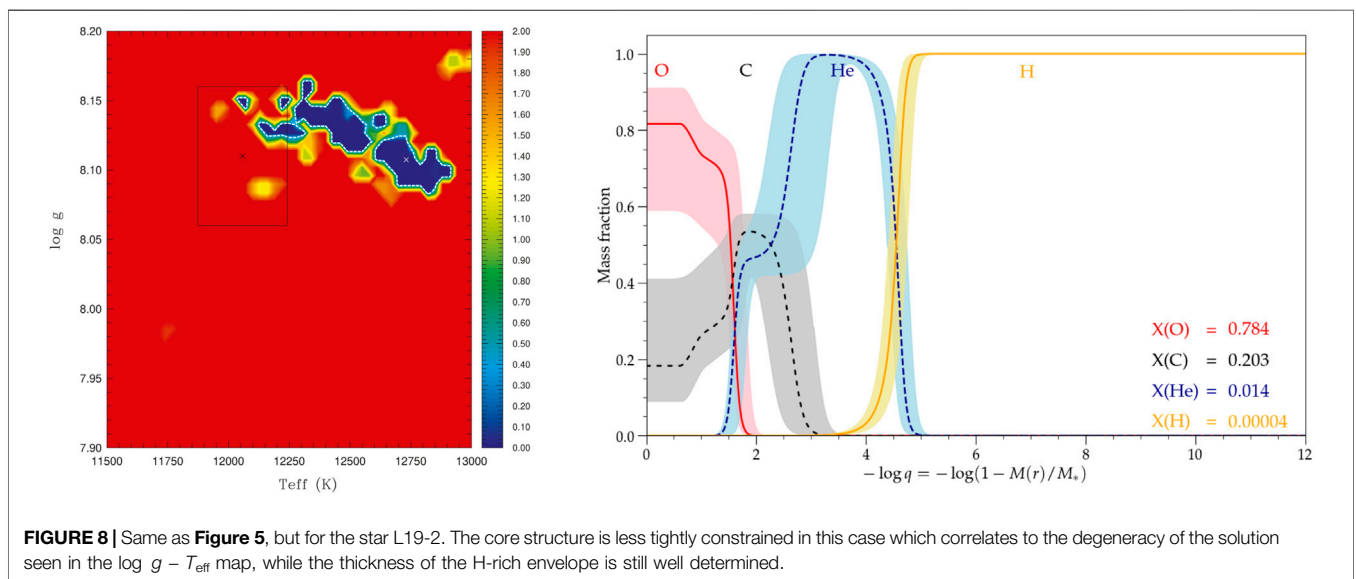 8.20
8.15
8.10
8.05
8.00
7.95
7.90
log g
11500 11750 12000 12250 12500 12750 13000
Teff (K)
2.00
1.90
1.80
1.70
1.60
1.50
1.40
1.30
1.20
1.10
1.00
0.90
0.80
0.70
0.60
0.50
0.40
0.30
0.20
0.10
0.00
1.0
0.8
0.6
0.4
0.2
0.0
Mass fraction
O C He H
X(O) = 0.784
X(C) = 0.203
X(He) = 0.014
X(H) = 0.00004
0 2 4 6 8 10 12
− log q = − log(1 − M(r)/M*)
FIGURE 8 | Same as Figure 5, but for the star L19-2. The core structure is less tightly constrained in this case which correlates to the degeneracy of the solution
seen in the log g – Teff map, while the thickness of the H-rich envelope is still well determined.